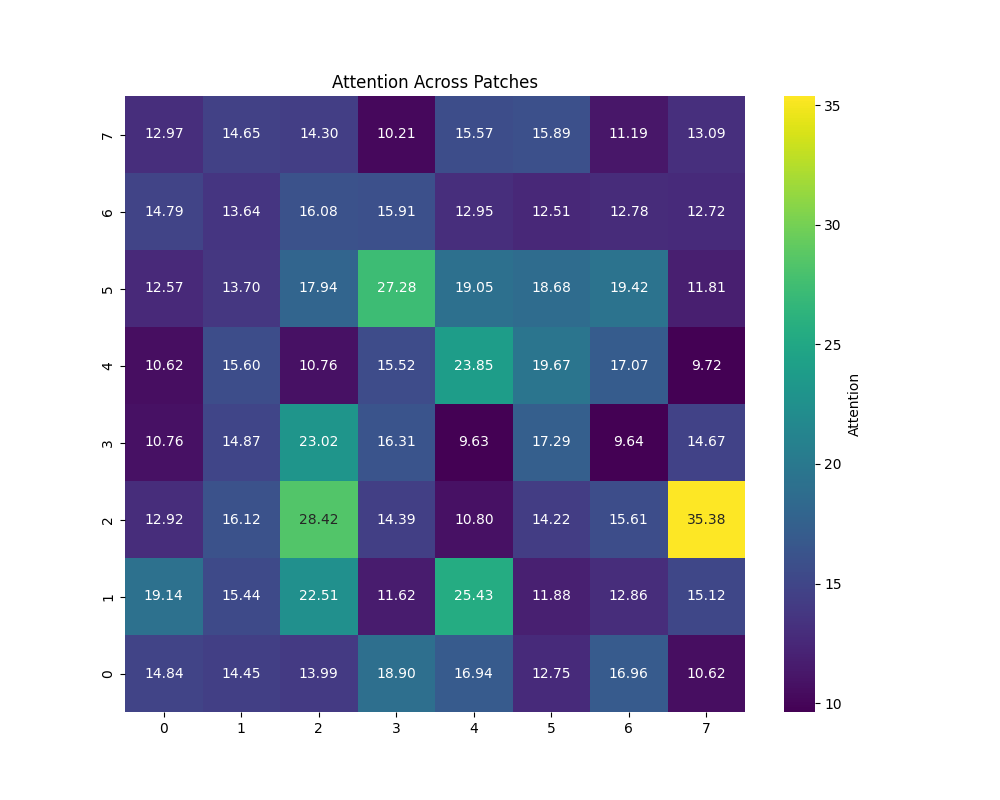 Attention Across Patches
7 12.97 14.65 14.30 10.21 15.57 15.89 11.19 13.09
6 14.79 13.64 16.08 15.91 12.95 12.51 12.78 12.72
5 12.57 13.70 17.94 27.28 19.05 18.68 19.42 11.81
4 10.62 15.60 10.76 15.52 23.85 19.67 17.07 9.72
3 10.76 14.87 23.02 16.31 9.63 17.29 9.64 14.67
2 12.92 16.12 28.42 14.39 10.80 14.22 15.61 35.38
1 19.14 15.44 22.51 11.62 25.43 11.88 12.86 15.12
0 14.84 14.45 13.99 18.90 16.94 12.75 16.96 10.62
0 1 2 3 4 5 6 7
35
30
25
20
15
10
Attention